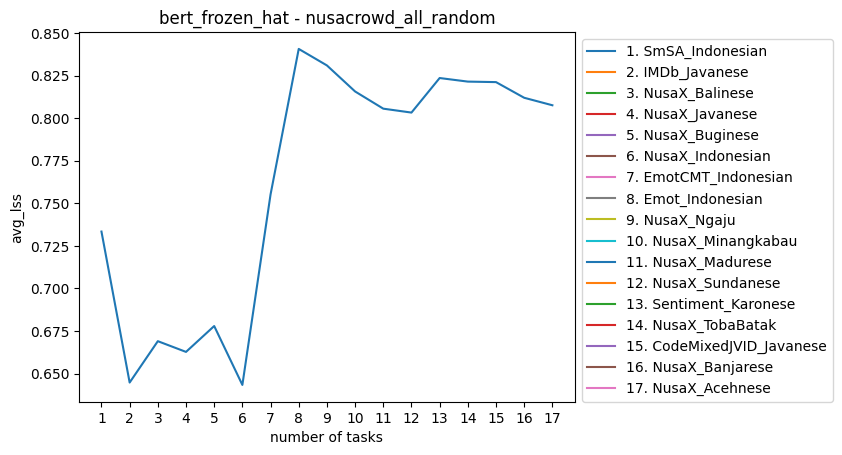 bert_frozen_hat - nusacrowd_all_random
avg_lss
0.850
0.825
0.800
0.775
0.750
0.725
0.700
0.675
0.650
1 2 3 4 5 6 7 8 9 10 11 12 13 14 15 16 17
number of tasks
1. SmSA_Indonesian
2. IMDb_Javanese
3. NusaX_Balinese
4. NusaX_Javanese
5. NusaX_Buginese
6. NusaX_Indonesian
7. EmotCMT_Indonesian
8. Emot_Indonesian
9. NusaX_Ngaju
10. NusaX_Minangkabau
11. NusaX_Madurese
12. NusaX_Sundanese
13. Sentiment_Karonese
14. NusaX_TobaBatak
15. CodeMixedJVID_Javanese
16. NusaX_Banjarese
17. NusaX_Acehnese